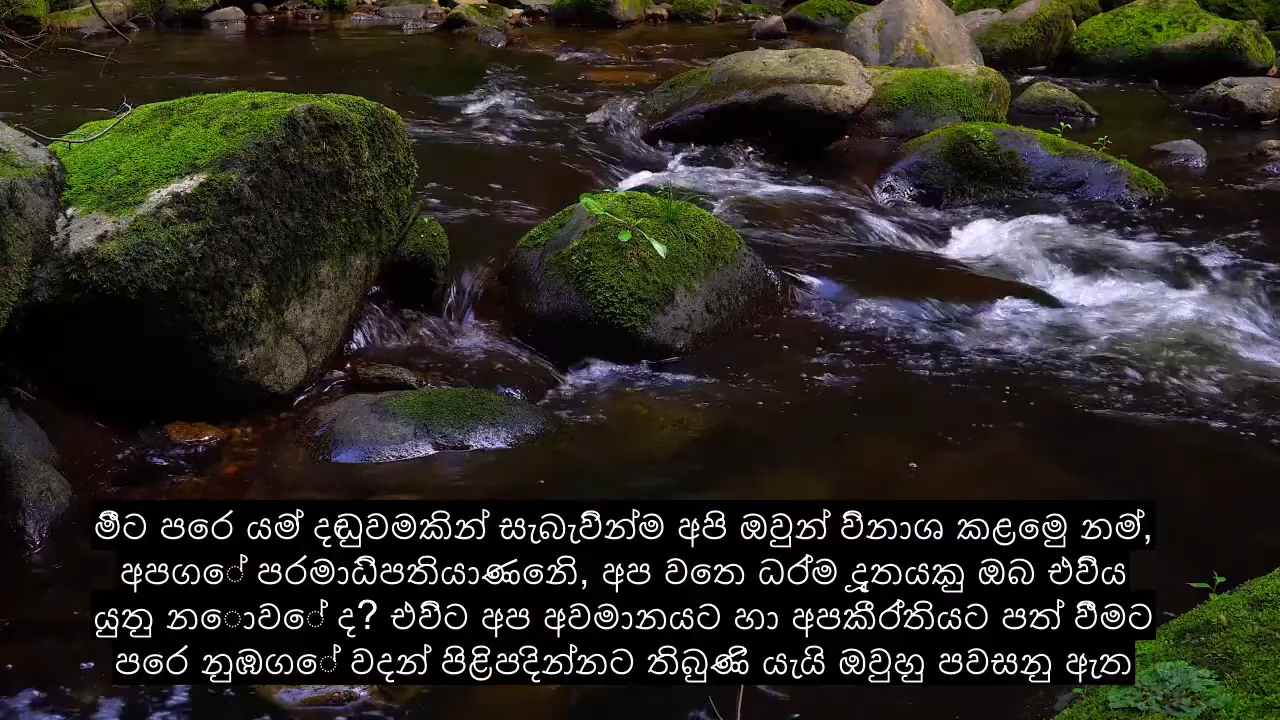 මීට පෙර යම් දඬුවමකින් සැබැවින්ම අපි ඔවුන් විනාශ කළෙමු නම්,
අපගේ පරමාධිපතියාණෙනි, අප වෙත ධර්ම දූතයකු ඔබ එවිය
යුතු නොවේ ද? එවිට අප අවමානයට හා අපකීර්තියට පත් වීමට
පෙර නුඹගේ වදන් පිළිපදින්නට තිබුණි යැයි ඔවුහු පවසනු ඇත